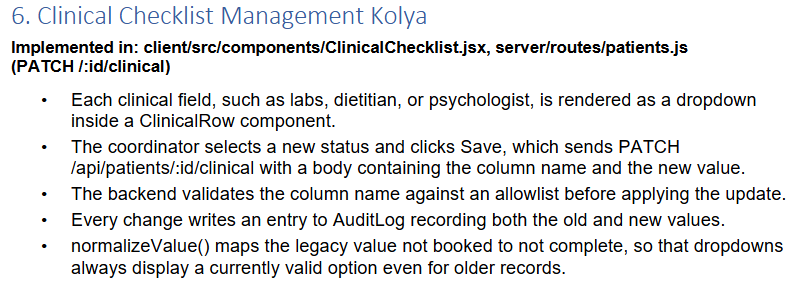 6. Clinical Checklist Management Kolya
Implemented in: client/src/components/ClinicalChecklist.jsx, server/routes/patients.js
(PATCH /:id/clinical)
• Each clinical field, such as labs, dietitian, or psychologist, is rendered as a dropdown
inside a ClinicalRow component.
• The coordinator selects a new status and clicks Save, which sends PATCH
/api/patients/:id/clinical with a body containing the column name and the new value.
• The backend validates the column name against an allowlist before applying the update.
• Every change writes an entry to AuditLog recording both the old and new values.
• normalizeValue() maps the legacy value not booked to not complete, so that dropdowns
always display a currently valid option even for older records.